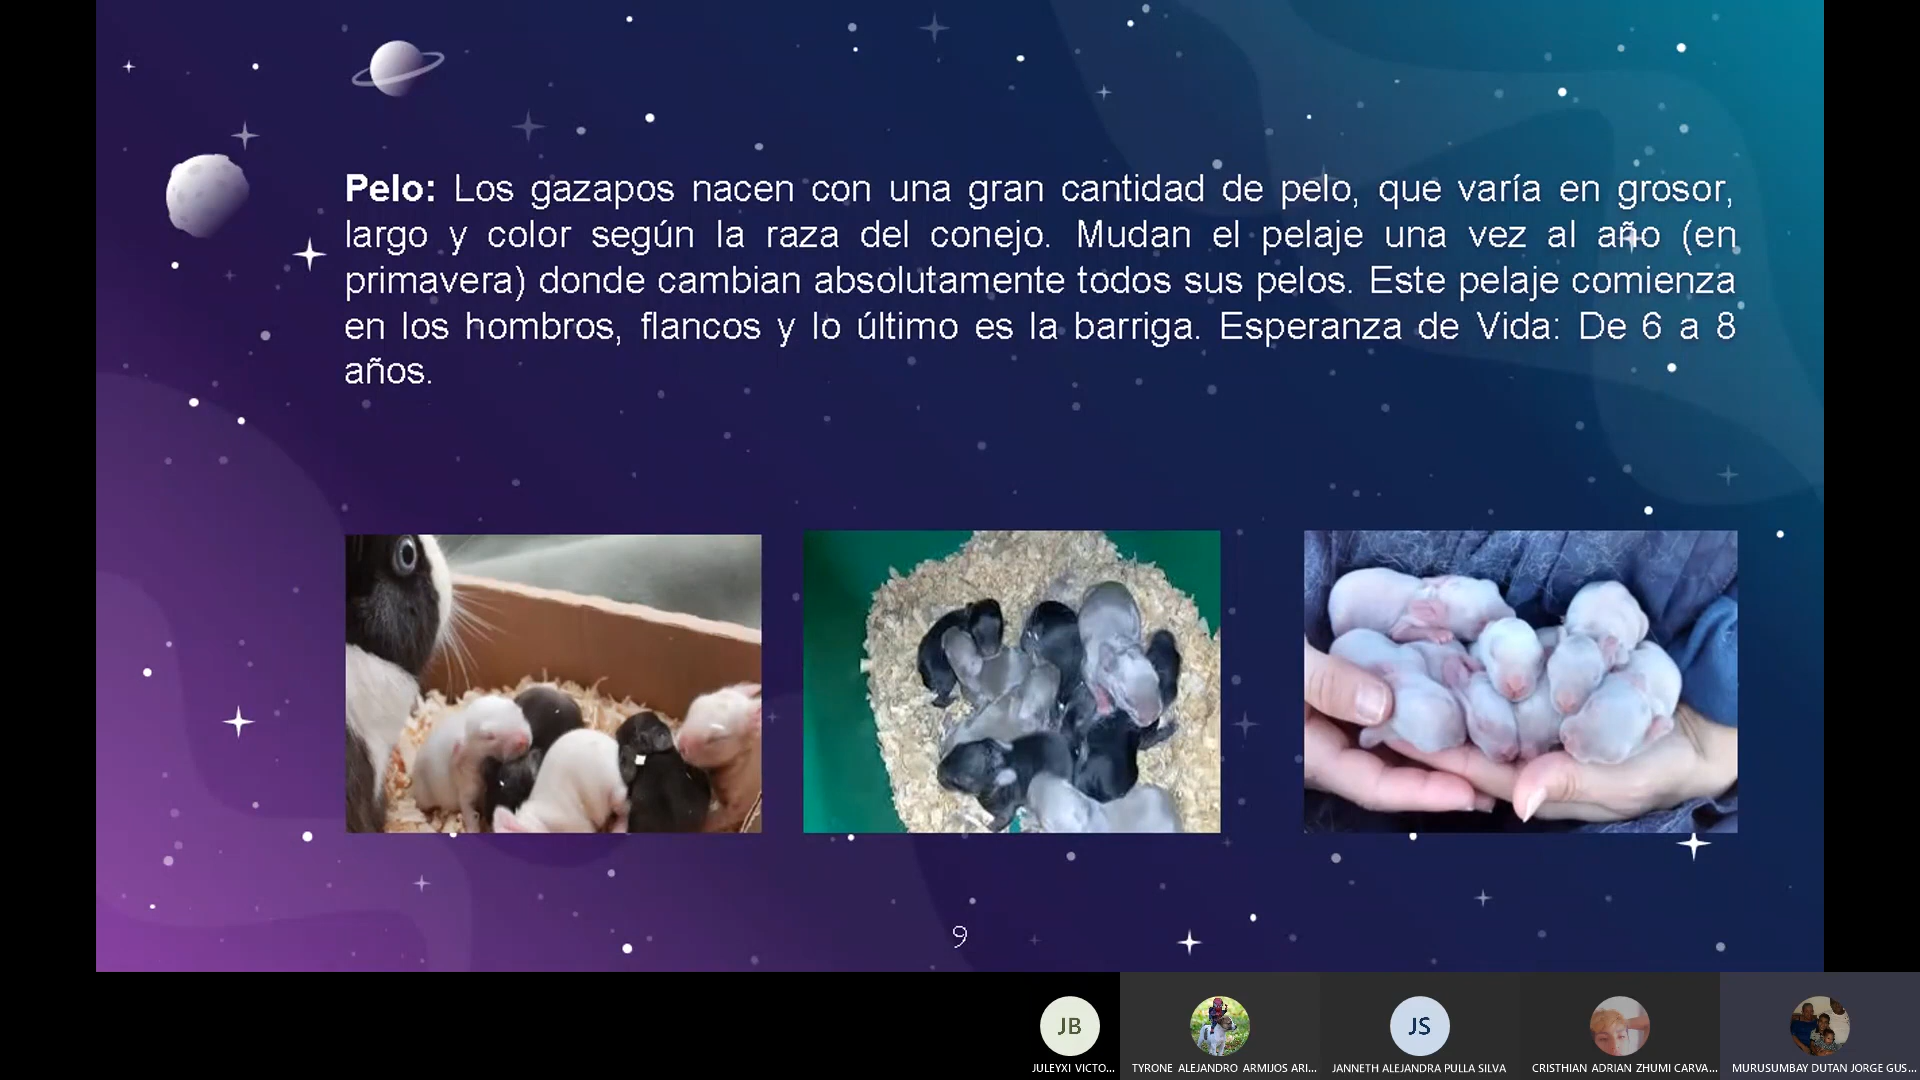 Pelo: Los gazapos nacen con una gran cantidad de pelo, que varía en grosor,
largo y color según la raza del conejo. Mudan el pelaje una vez al año (en
primavera) donde cambian absolutamente todos sus pelos. Este pelaje comienza
en los hombros, flancos y lo último es la barriga. Esperanza de Vida: De 6 a 8
años.
9
JB
JS
JULEYXI VICTO...
TYRONE ALEJANDRO ARMIJOS ARI...
JANNETH ALEJANDRA PULLA SILVA
CRISTHIAN ADRIAN ZHUMI CARVA...
MURUSUMBAY DUTAN JORGE GUS...